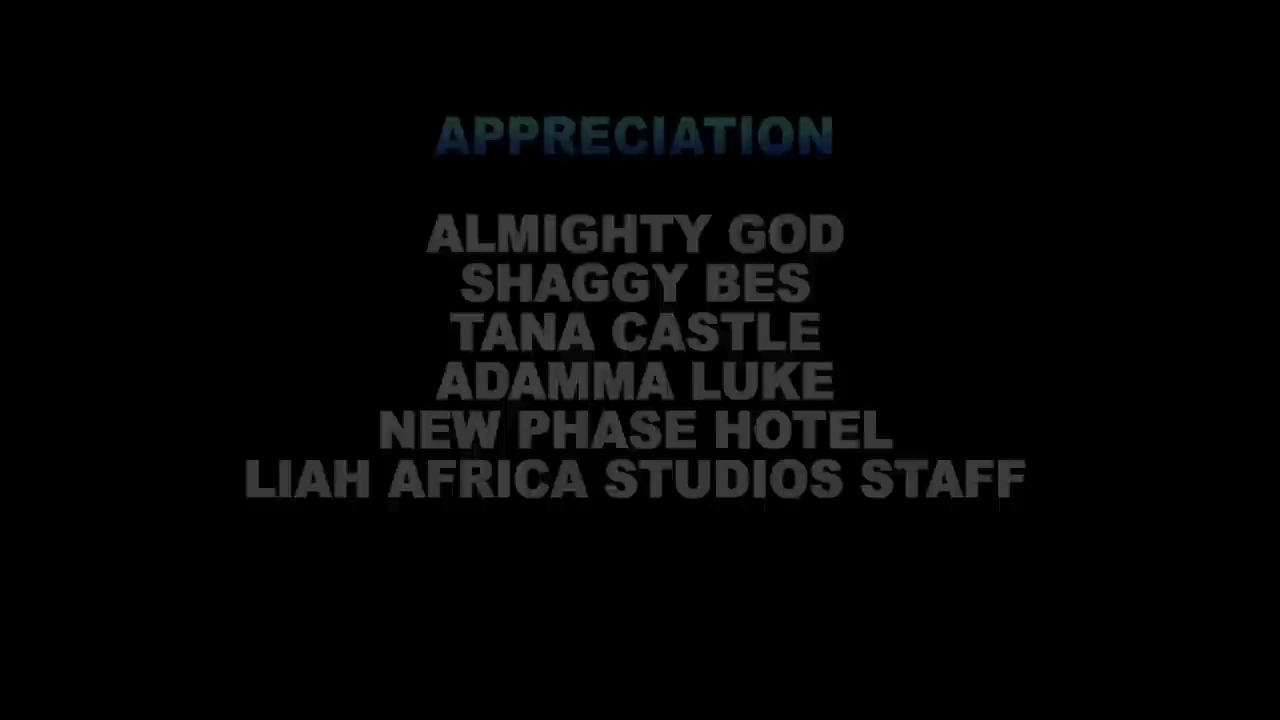 APPRECIATION
ALMIGHTY GOD
SHAGGY BES
TANA CASTLE
ADAMMA LUKE
NEW PHASE HOTEL
LIAH AFRICA STUDIOS STAFF